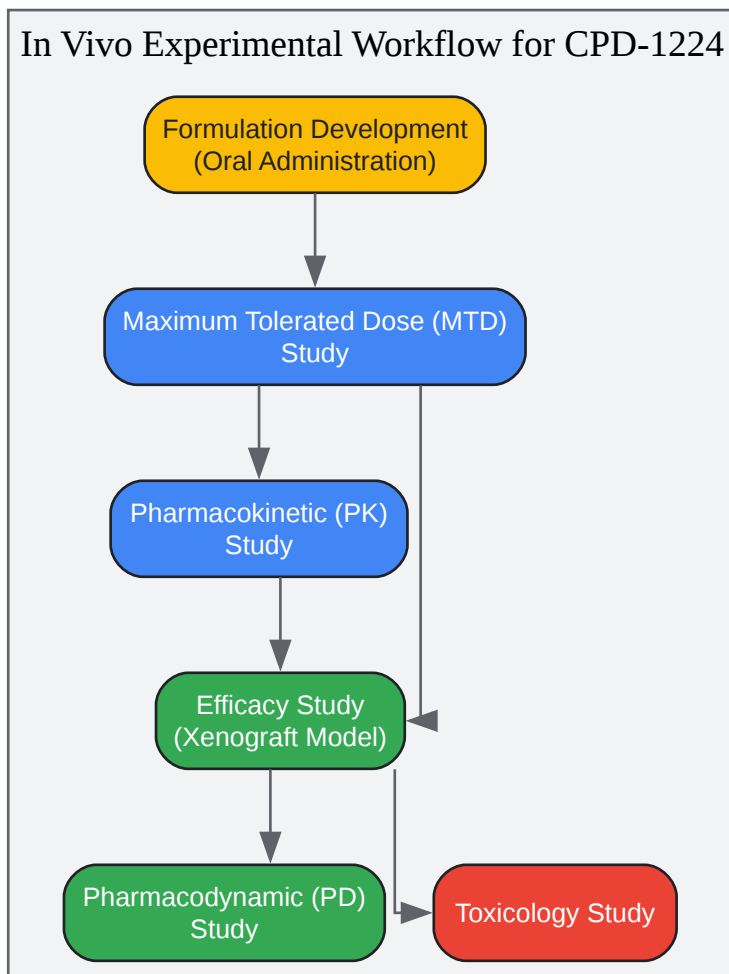 In Vivo Experimental Workflow for CPD-1224
Formulation Development
(Oral Administration)
Maximum Tolerated Dose (MTD)
Study
Pharmacokinetic (PK)
Study
Efficacy Study
(Xenograft Model)
Pharmacodynamic (PD)
Study
Toxicology Study